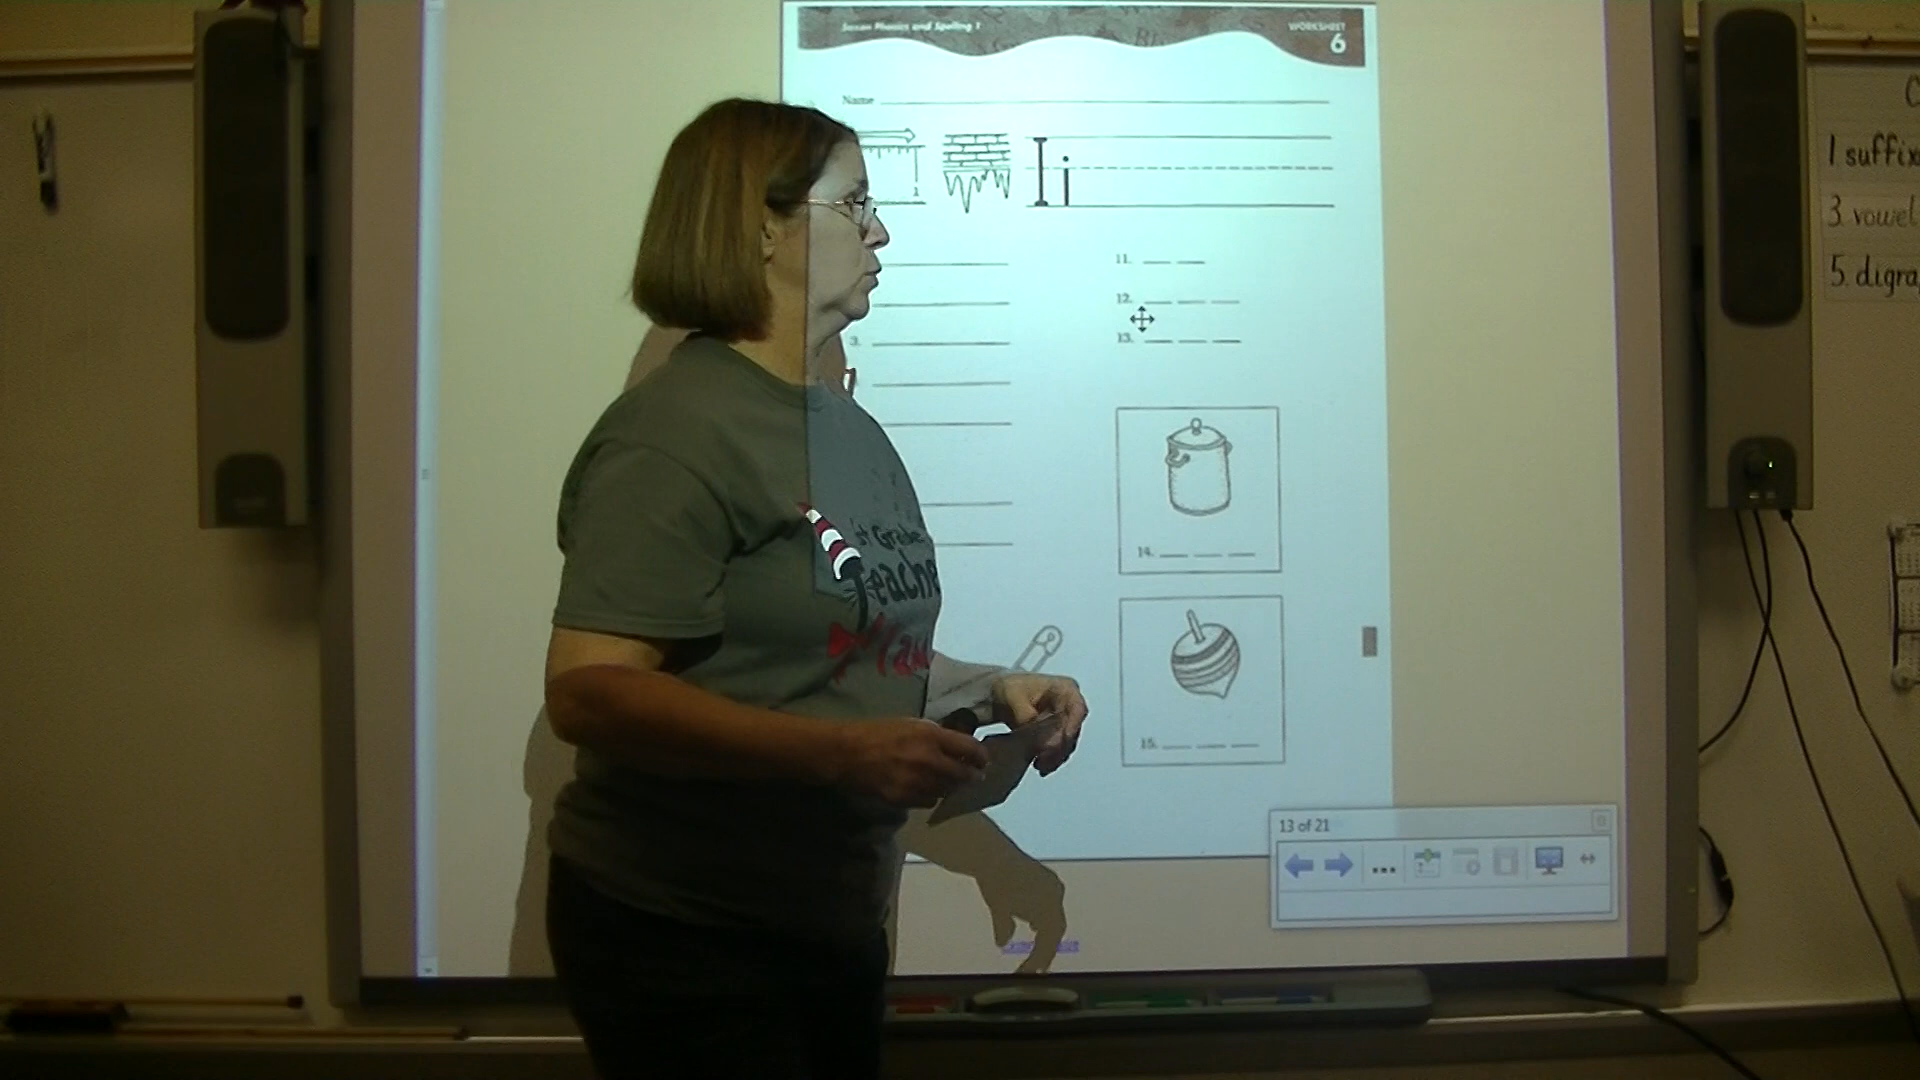 Saxon Phonics and Spelling 1
WORKSHEET
6
Name
I i
1
11.
12.
3.
13.
14.
15.
1st Grade
Teache
13 of 21
...
C
1 suffix
3. vowel
5. digra